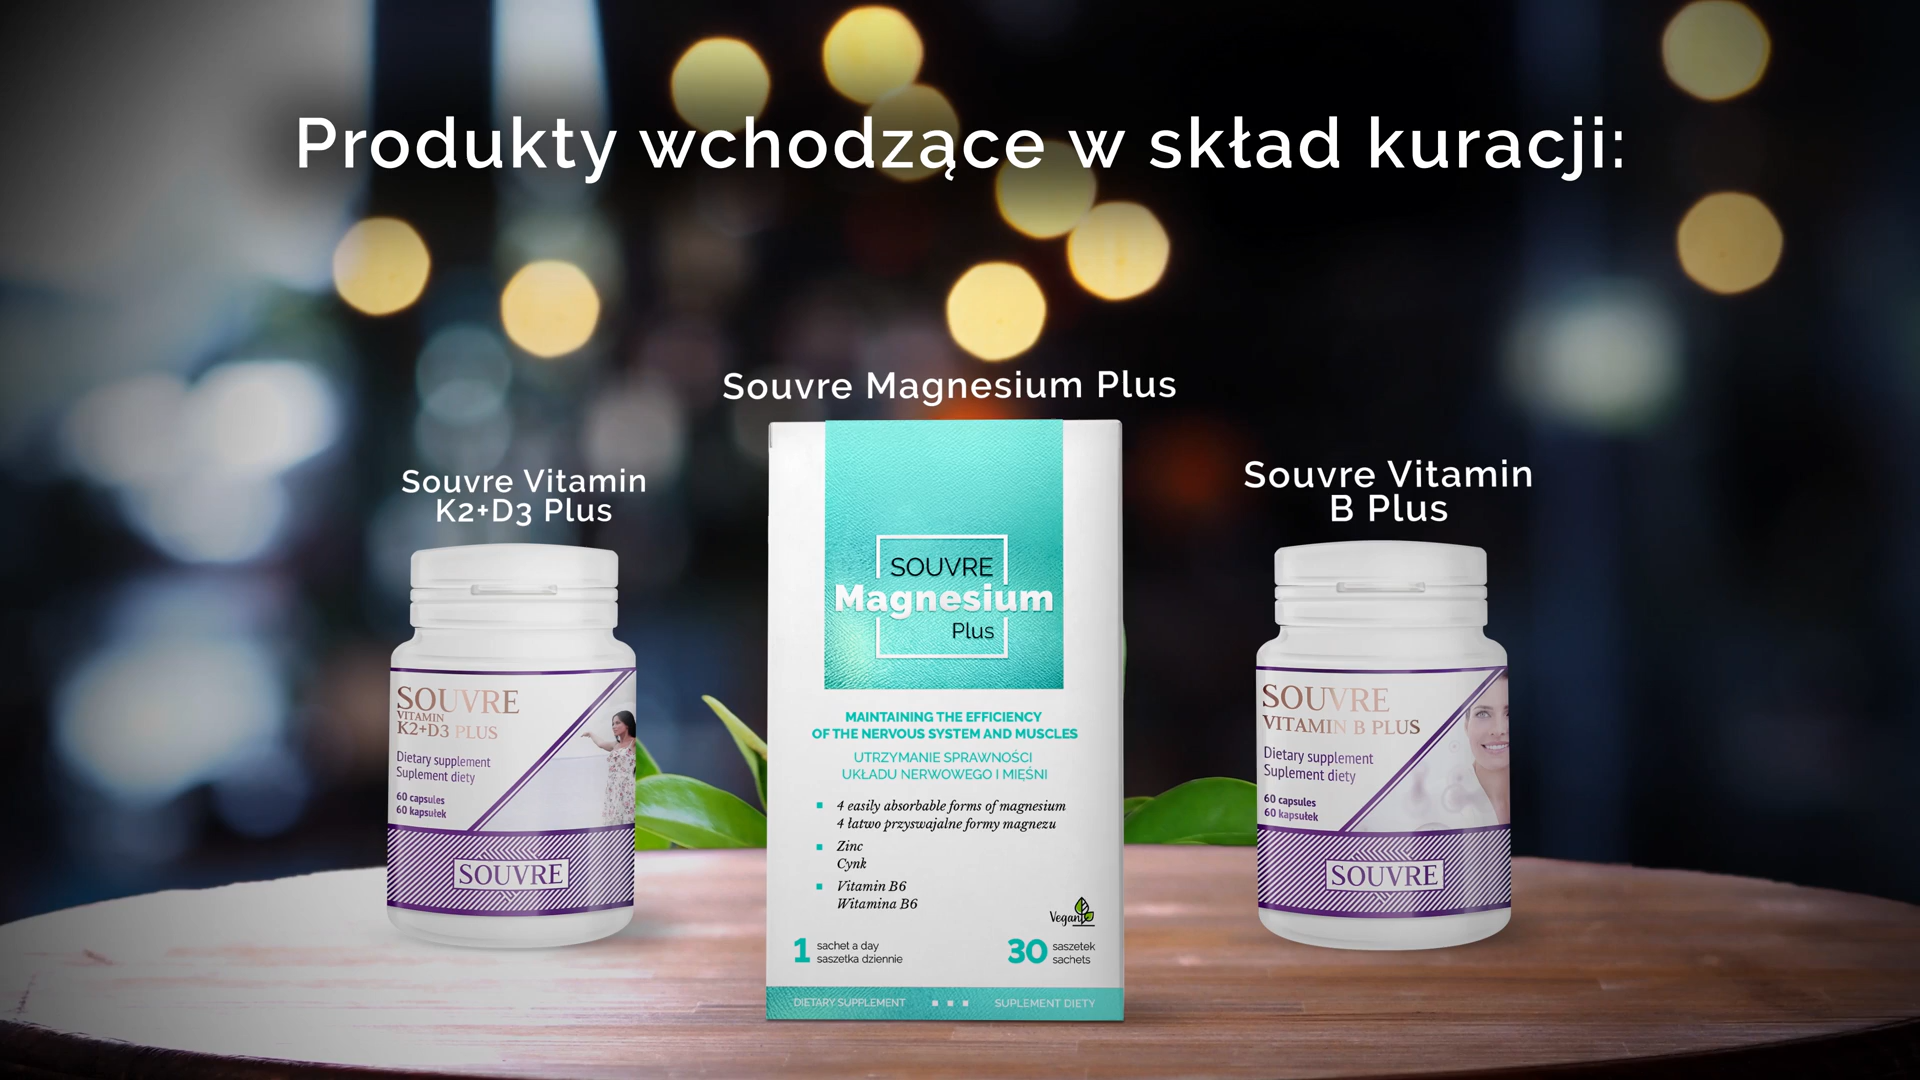 Produkty wchodzące w skład kuracji:
Souvre Magnesium Plus
Souvre Vitamin
K2+D3 Plus
Souvre Vitamin
B Plus
SOUVRE
VITAMIN
K2+D3 PLUS
Dietary supplement
Suplement diety
60 capsules
60 kapsułek
SOUVRE
SOUVRE
Magnesium
Plus
MAINTAINING THE EFFICIENCY
OF THE NERVOUS SYSTEM AND MUSCLES
UTRZYMANIE SPRAWNOŚCI
UKŁADU NERWOWEGO I MIĘŚNI
4 easily absorbable forms of magnesium
4 łatwo przyswajalne formy magnezu
Zinc
Cynk
Vitamin B6
Witamina B6
Vegan
1 sachet a day
saszetka dziennie
30 saszetek
sachets
DIETARY SUPPLEMENT
SUPLEMENT DIETY
SOUVRE
VITAMIN B PLUS
Dietary supplement
Suplement diety
60 capsules
60 kapsułek
SOUVRE